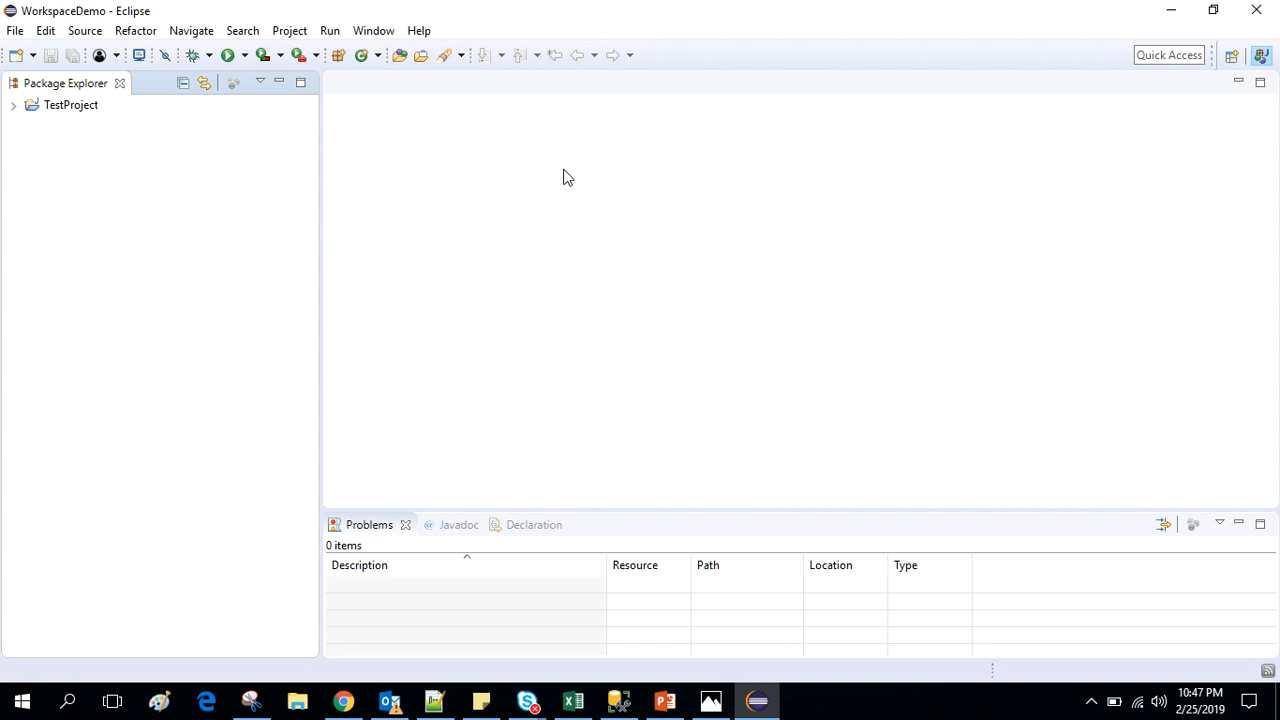 WorkspaceDemo - Eclipse
File Edit Source Refactor Navigate Search Project Run Window Help
Quick Access
Package Explorer
TestProject
Problems @ Javadoc Declaration
0 items
Description Resource Path Location Type
10:47 PM
2/25/2019